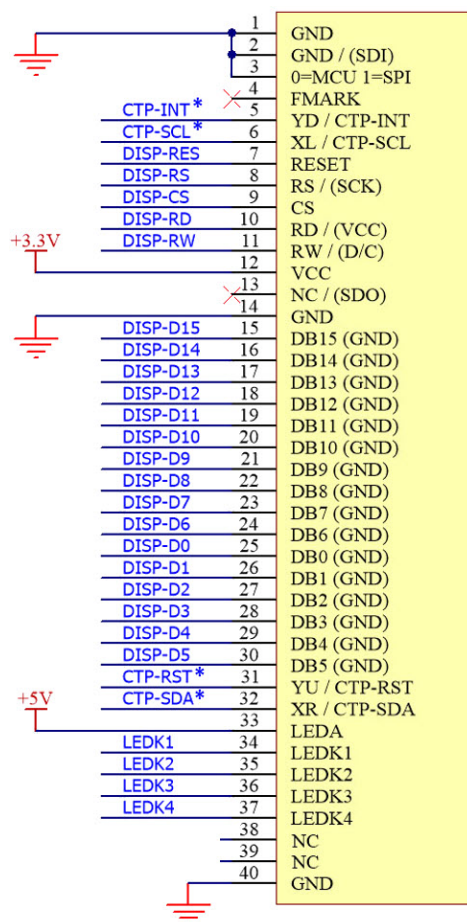 1 GND
2 GND / (SDI)
3 0=MCU 1=SPI
4 FMARK
CTP-INT* 5 YD / CTP-INT
CTP-SCL* 6 XL / CTP-SCL
DISP-RES 7 RESET
DISP-RS 8 RS / (SCK)
DISP-CS 9 CS
DISP-RD 10 RD / (VCC)
DISP-RW 11 RW / (D/C)
+3.3V 12 VCC
13 NC / (SDO)
14 GND
DISP-D15 15 DB15 (GND)
DISP-D14 16 DB14 (GND)
DISP-D13 17 DB13 (GND)
DISP-D12 18 DB12 (GND)
DISP-D11 19 DB11 (GND)
DISP-D10 20 DB10 (GND)
DISP-D9 21 DB9 (GND)
DISP-D8 22 DB8 (GND)
DISP-D7 23 DB7 (GND)
DISP-D6 24 DB6 (GND)
DISP-D0 25 DB0 (GND)
DISP-D1 26 DB1 (GND)
DISP-D2 27 DB2 (GND)
DISP-D3 28 DB3 (GND)
DISP-D4 29 DB4 (GND)
DISP-D5 30 DB5 (GND)
CTP-RST* 31 YU / CTP-RST
CTP-SDA* 32 XR / CTP-SDA
+5V 33 LEDA
LEDK1 34 LEDK1
LEDK2 35 LEDK2
LEDK3 36 LEDK3
LEDK4 37 LEDK4
38 NC
39 NC
40 GND